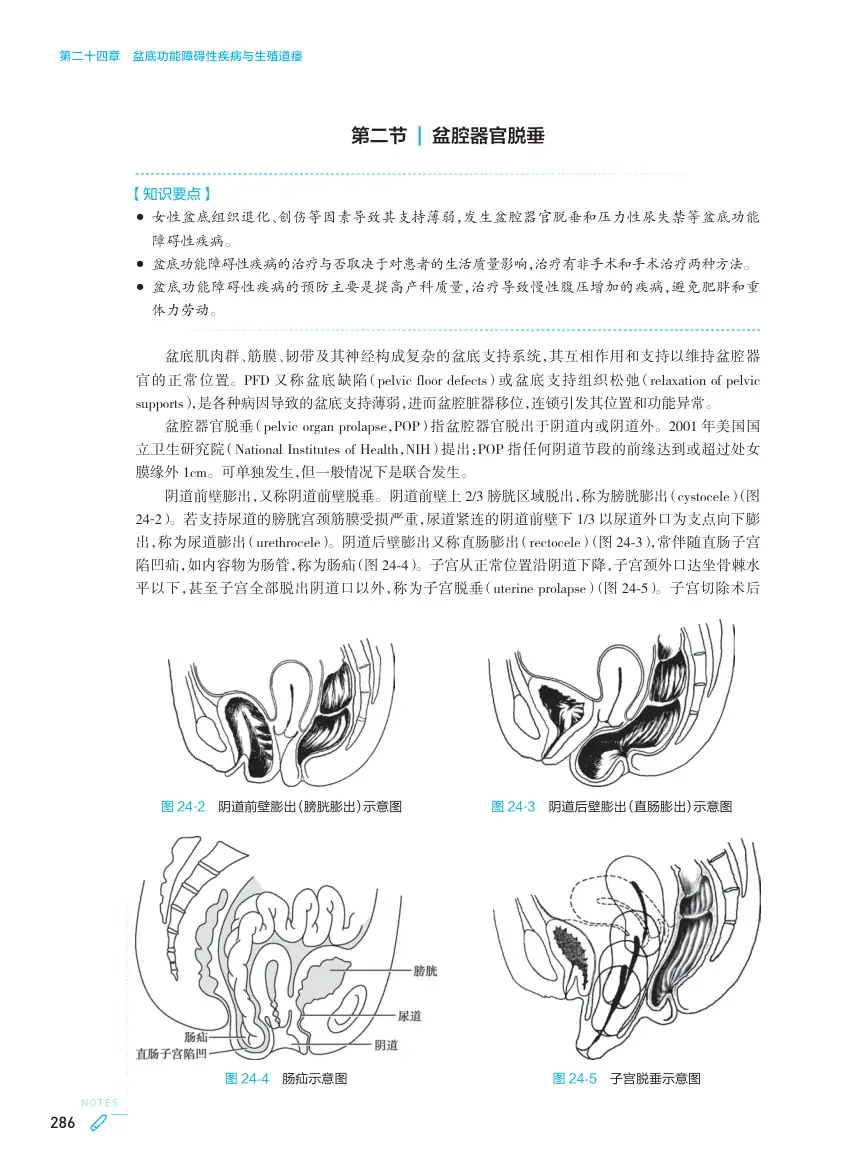 第二十四章 盆底功能障碍性疾病与生殖道瘘
第二节 | 盆腔器官脱垂
【知识要点】
● 女性盆底组织退化、创伤等因素导致其支持薄弱,发生盆腔器官脱垂和压力性尿失禁等盆底功能
障碍性疾病。
● 盆底功能障碍性疾病的治疗与否取决于对患者的生活质量影响,治疗有非手术和手术治疗两种方法。
● 盆底功能障碍性疾病的预防主要是提高产科质量,治疗导致慢性腹压增加的疾病,避免肥胖和重
体力劳动。
盆底肌肉群、筋膜、韧带及其神经构成复杂的盆底支持系统,其互相作用和支持以维持盆腔器
官的正常位置。PFD 又称盆底缺陷(pelvic floor defects)或盆底支持组织松弛(relaxation of pelvic
supports),是各种病因导致的盆底支持薄弱,进而盆腔脏器移位,连锁引发其位置和功能异常。
盆腔器官脱垂(pelvic organ prolapse,POP)指盆腔器官脱出于阴道内或阴道外。2001 年美国国
立卫生研究院(National Institutes of Health,NIH)提出:POP 指任何阴道节段的前缘达到或超过处女
膜缘外 1cm。可单独发生,但一般情况下是联合发生。
阴道前壁膨出,又称阴道前壁脱垂。阴道前壁上 2/3 膀胱区域脱出,称为膀胱膨出(cystocele)(图
24-2)。若支持尿道的膀胱宫颈筋膜受损严重,尿道紧连的阴道前壁下 1/3 以尿道外口为支点向下膨
出,称为尿道膨出(urethrocele)。阴道后壁膨出又称直肠膨出(rectocele)(图 24-3),常伴随直肠子宫
陷凹疝,如内容物为肠管,称为肠疝(图 24-4)。子宫从正常位置沿阴道下降,子宫颈外口达坐骨棘水
平以下,甚至子宫全部脱出阴道口以外,称为子宫脱垂(uterine prolapse)(图 24-5)。子宫切除术后
图 24-2 阴道前壁膨出(膀胱膨出)示意图
图 24-3 阴道后壁膨出(直肠膨出)示意图
膀胱
尿道
阴道
肠疝
直肠子宫陷凹
图 24-4 肠疝示意图
图 24-5 子宫脱垂示意图
NOTES
286